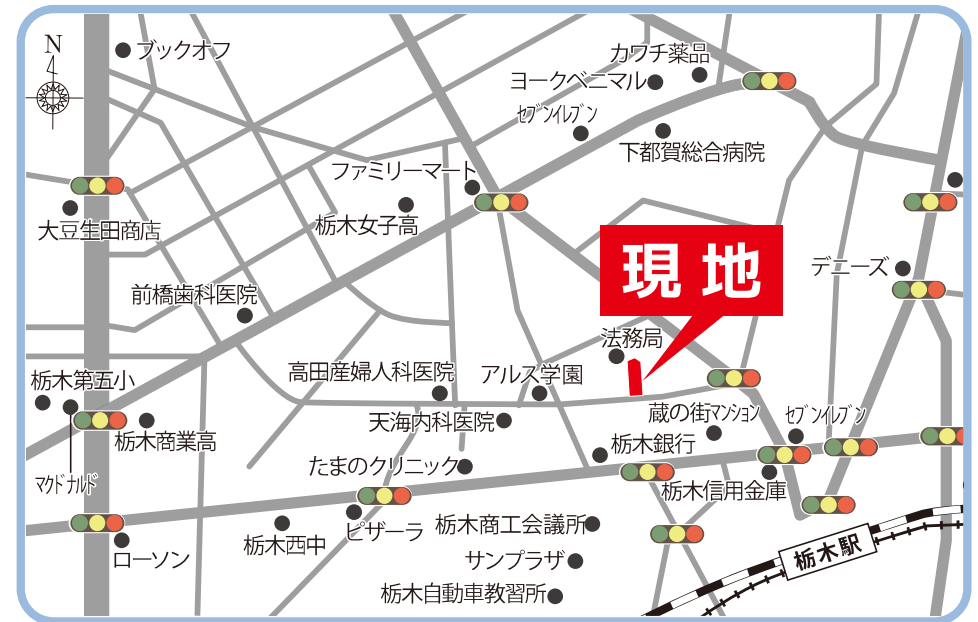 N
ブックオフ
カワチ薬品
ヨークベニマル
セブンイレブン
下都賀総合病院
ファミリーマート
栃木女子高
大豆生田商店
現地
デニーズ
前橋歯科医院
法務局
栃木第五小
高田産婦人科医院
アルス学園
蔵の街マンション
セブンイレブン
天海内科医院
栃木商業高
栃木銀行
たまのクリニック
マクドナルド
栃木信用金庫
ピザーラ
栃木商工会議所
栃木西中
ローソン
サンプラザ
栃木駅
栃木自動車教習所